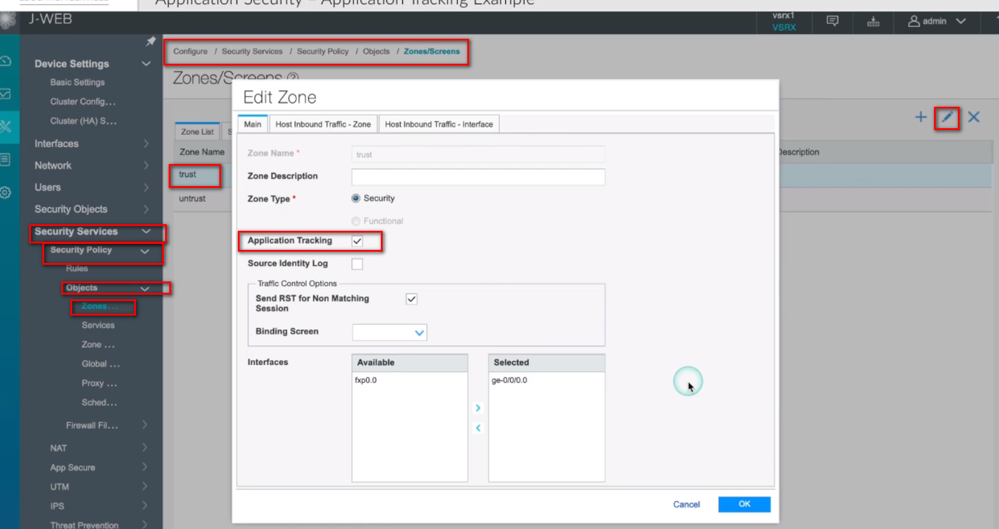 Application Security – Application Tracking Example
J-WEB
vsrx1
VSRX
admin
Device Settings
Basic Settings
Cluster Config...
Cluster (HA) S...
Interfaces
Network
Users
Security Objects
Security Services
Security Policy
Rules
Objects
Zones...
Services
Zone ...
Global ...
Proxy ...
Sched...
Firewall Fil...
NAT
App Secure
UTM
IPS
Threat Prevention
Configure / Security Services / Security Policy / Objects / Zones/Screens
Zones/Screens
Zone List
S
Zone Name
Description
trust
untrust
Edit Zone
Main
Host Inbound Traffic - Zone
Host Inbound Traffic - Interface
Zone Name *
trust
Zone Description
Zone Type *
Security
Functional
Application Tracking
Source Identity Log
Traffic Control Options
Send RST for Non Matching
Session
Binding Screen
Interfaces
Available
Selected
fxp0.0
ge-0/0/0.0
Cancel
OK